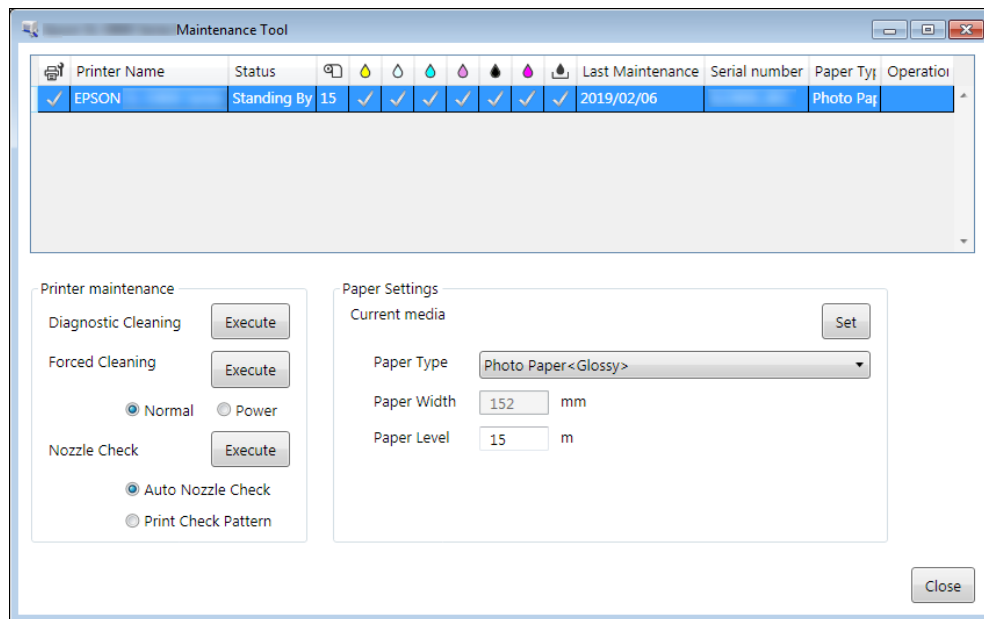 Maintenance Tool
Printer Name Status Last Maintenance Serial number Paper Typ Operation
EPSON Standing By 15 2019/02/06 Photo Pap
Printer maintenance
Diagnostic Cleaning Execute
Forced Cleaning Execute
Normal Power
Nozzle Check Execute
Auto Nozzle Check
Print Check Pattern
Paper Settings
Current media Set
Paper Type Photo Paper<Glossy>
Paper Width 152 mm
Paper Level 15 m
Close